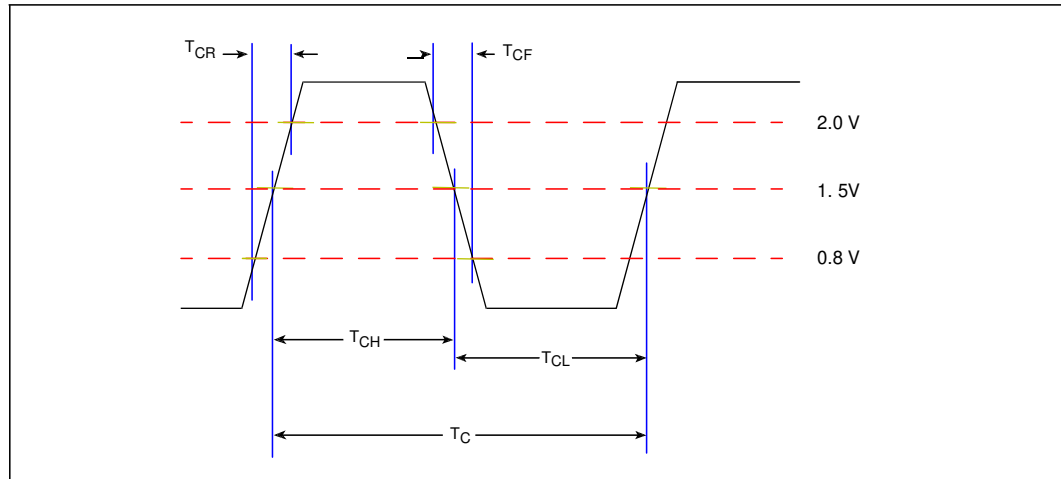 TCR
TCF
2.0 V
1. 5V
0.8 V
TCH
TCL
TC